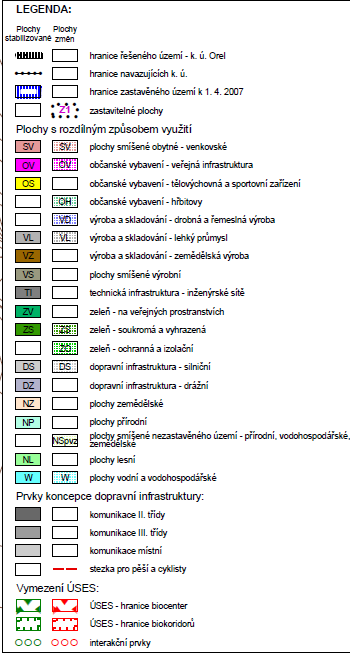 LEGENDA:
Plochy stabilizované
Plochy změn
hranice řešeného území - k. ú. Orel
hranice navazujících k. ú.
hranice zastavěného území k 1. 4. 2007
Z1 zastavitelné plochy
Plochy s rozdílným způsobem využití
SV SV plochy smíšené obytné - venkovské
OV OV občanské vybavení - veřejná infrastruktura
OS občanské vybavení - tělovýchovná a sportovní zařízení
OH občanské vybavení - hřbitovy
VD výroba a skladování - drobná a řemeslná výroba
VL VL výroba a skladování - lehký průmysl
VZ výroba a skladování - zemědělská výroba
VS plochy smíšené výrobní
TI technická infrastruktura - inženýrské sítě
ZV zeleň - na veřejných prostranstvích
ZS ZS zeleň - soukromá a vyhrazená
ZO zeleň - ochranná a izolační
DS DS dopravní infrastruktura - silniční
DZ dopravní infrastruktura - drážní
NZ plochy zemědělské
NP plochy přírodní
NSpvz plochy smíšené nezastavěného území - přírodní, vodohospodářské,
zemědělské
NL plochy lesní
W W plochy vodní a vodohospodářské
Prvky koncepce dopravní infrastruktury:
komunikace II. třídy
komunikace III. třídy
komunikace místní
stezka pro pěší a cyklisty
Vymezení ÚSES:
ÚSES - hranice biocenter
ÚSES - hranice biokoridorů
interakční prvky